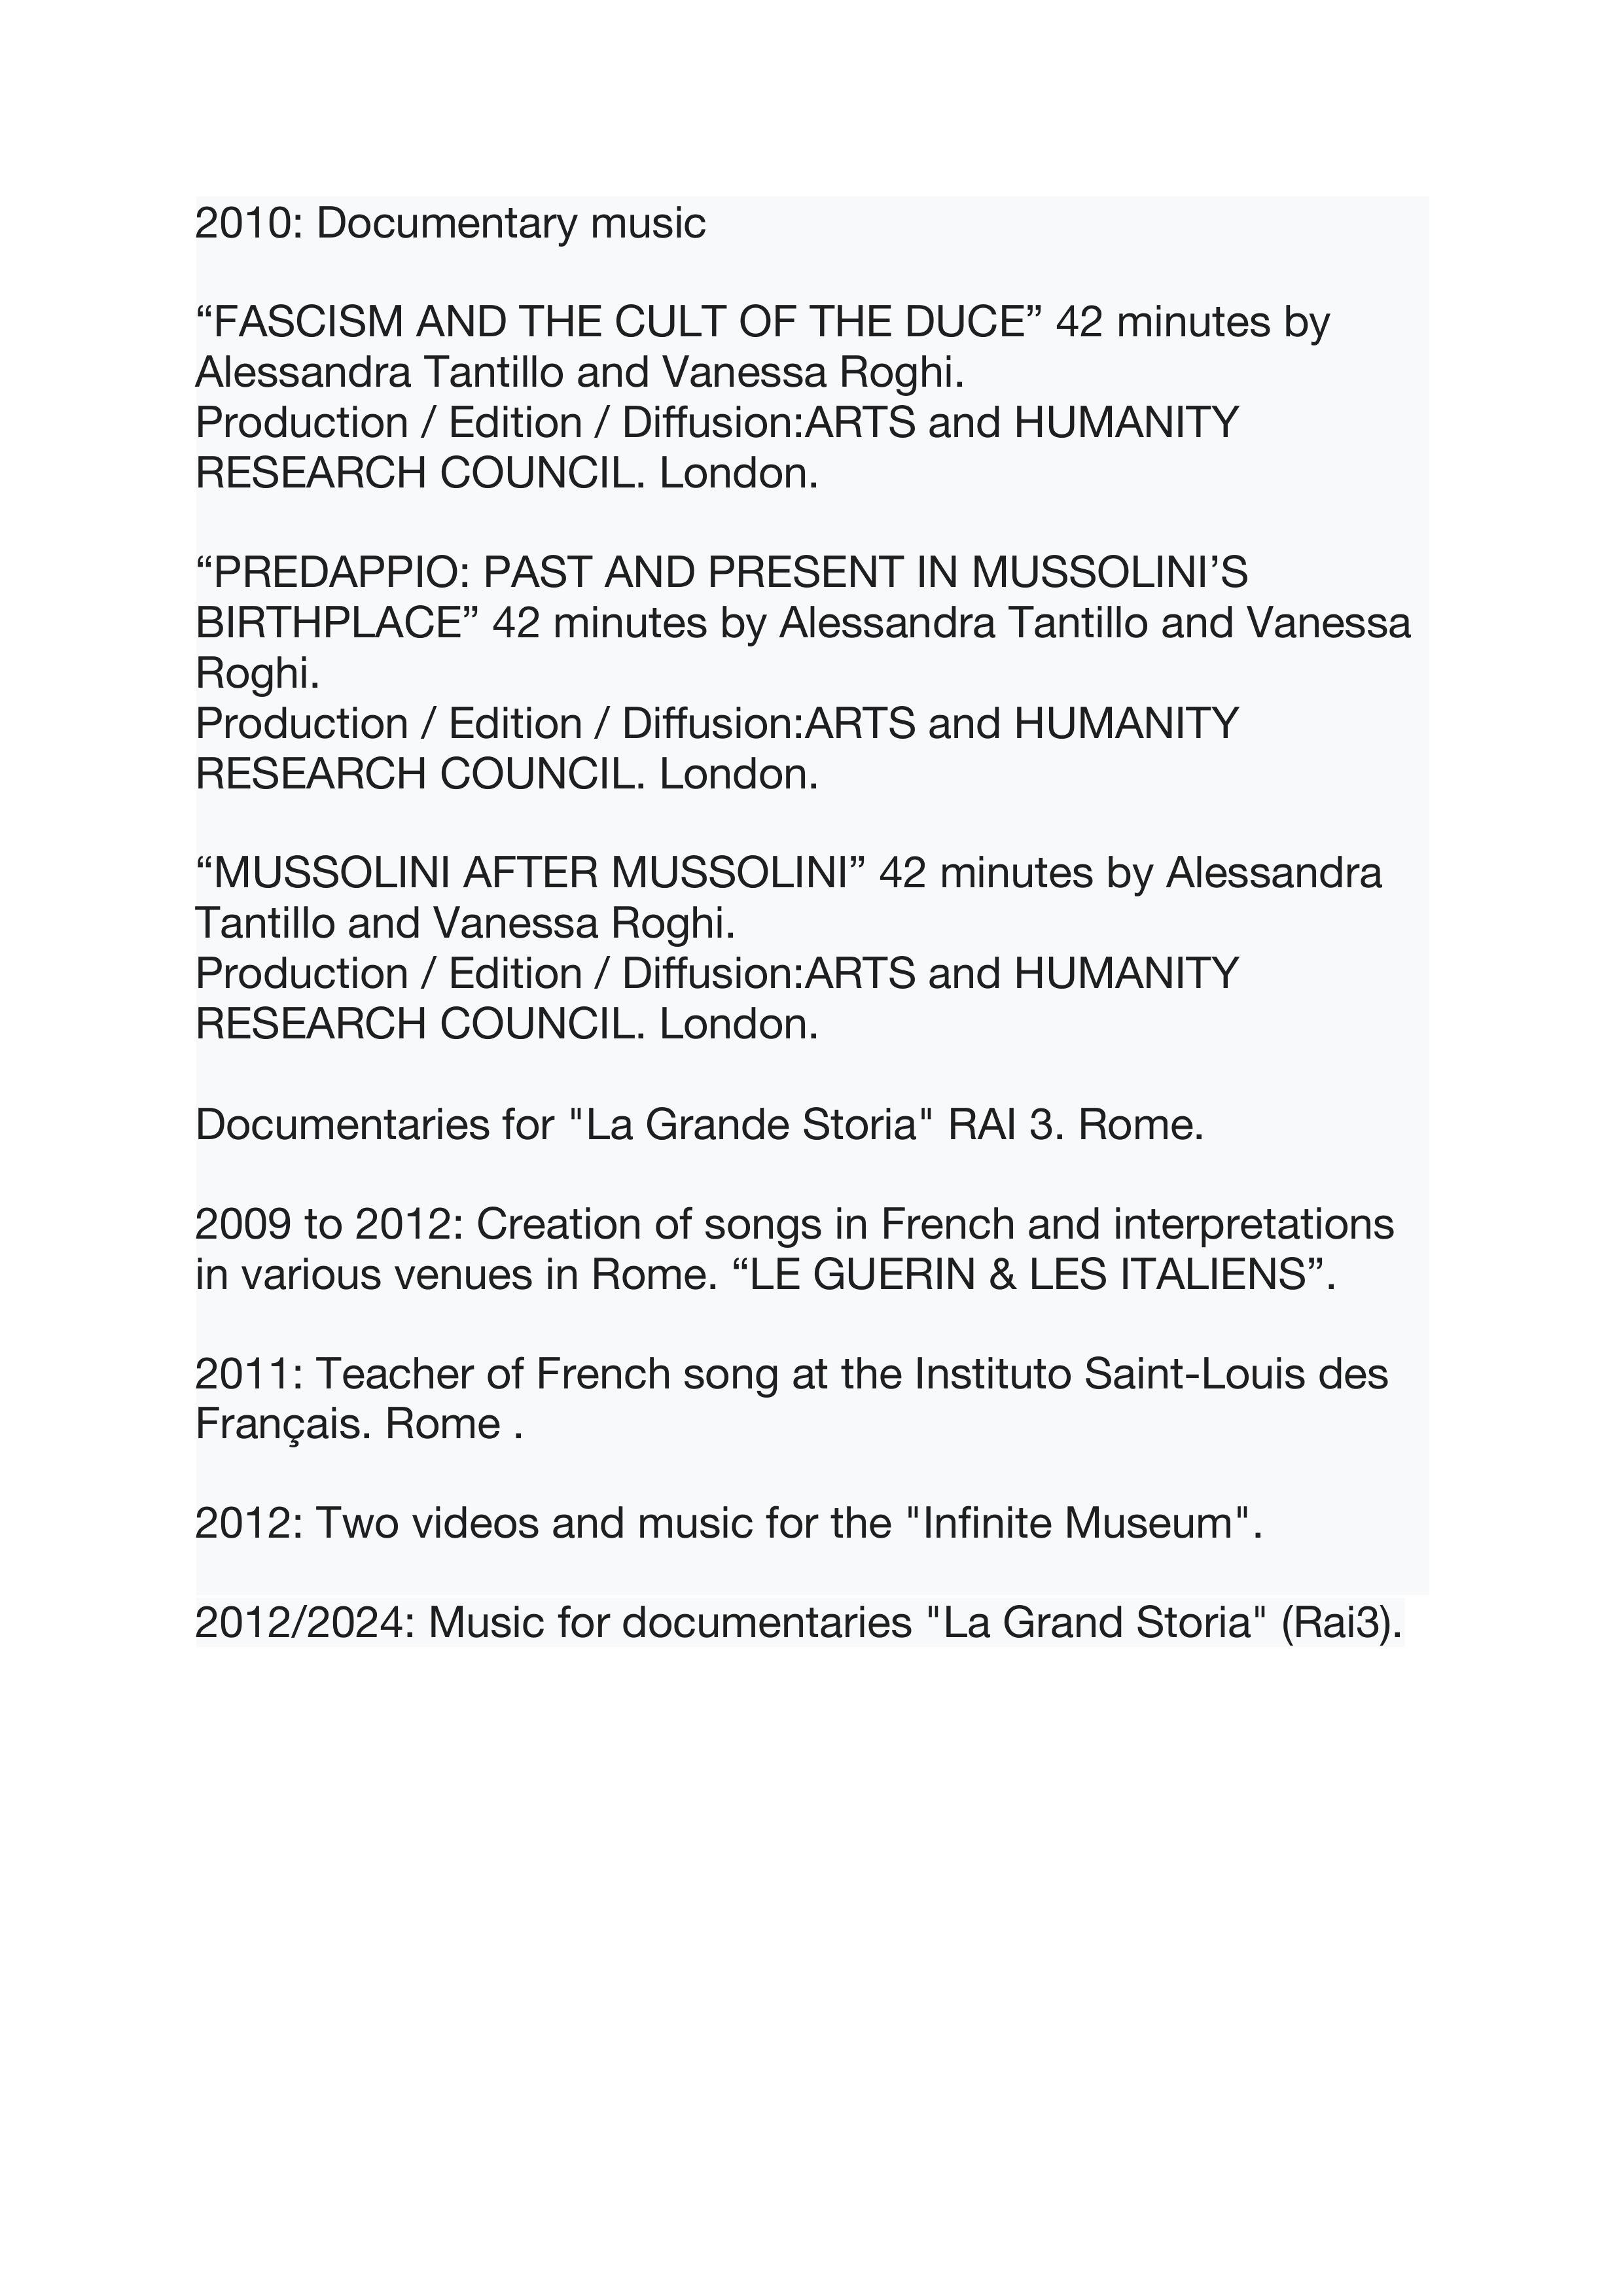 2010: Documentary music
“FASCISM AND THE CULT OF THE DUCE” 42 minutes by
Alessandra Tantillo and Vanessa Roghi.
Production / Edition / Diffusion:ARTS and HUMANITY
RESEARCH COUNCIL. London.
“PREDAPPIO: PAST AND PRESENT IN MUSSOLINI’S
BIRTHPLACE” 42 minutes by Alessandra Tantillo and Vanessa
Roghi.
Production / Edition / Diffusion:ARTS and HUMANITY
RESEARCH COUNCIL. London.
“MUSSOLINI AFTER MUSSOLINI” 42 minutes by Alessandra
Tantillo and Vanessa Roghi.
Production / Edition / Diffusion:ARTS and HUMANITY
RESEARCH COUNCIL. London.
Documentaries for "La Grande Storia" RAI 3. Rome.
2009 to 2012: Creation of songs in French and interpretations
in various venues in Rome. “LE GUERIN & LES ITALIENS”.
2011: Teacher of French song at the Instituto Saint-Louis des
Français. Rome .
2012: Two videos and music for the "Infinite Museum".
2012/2024: Music for documentaries "La Grand Storia" (Rai3).